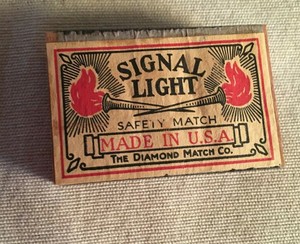 SIGNAL
LIGHT
SAFETY MATCH
MADE IN U.S.A.
THE DIAMOND MATCH CO.